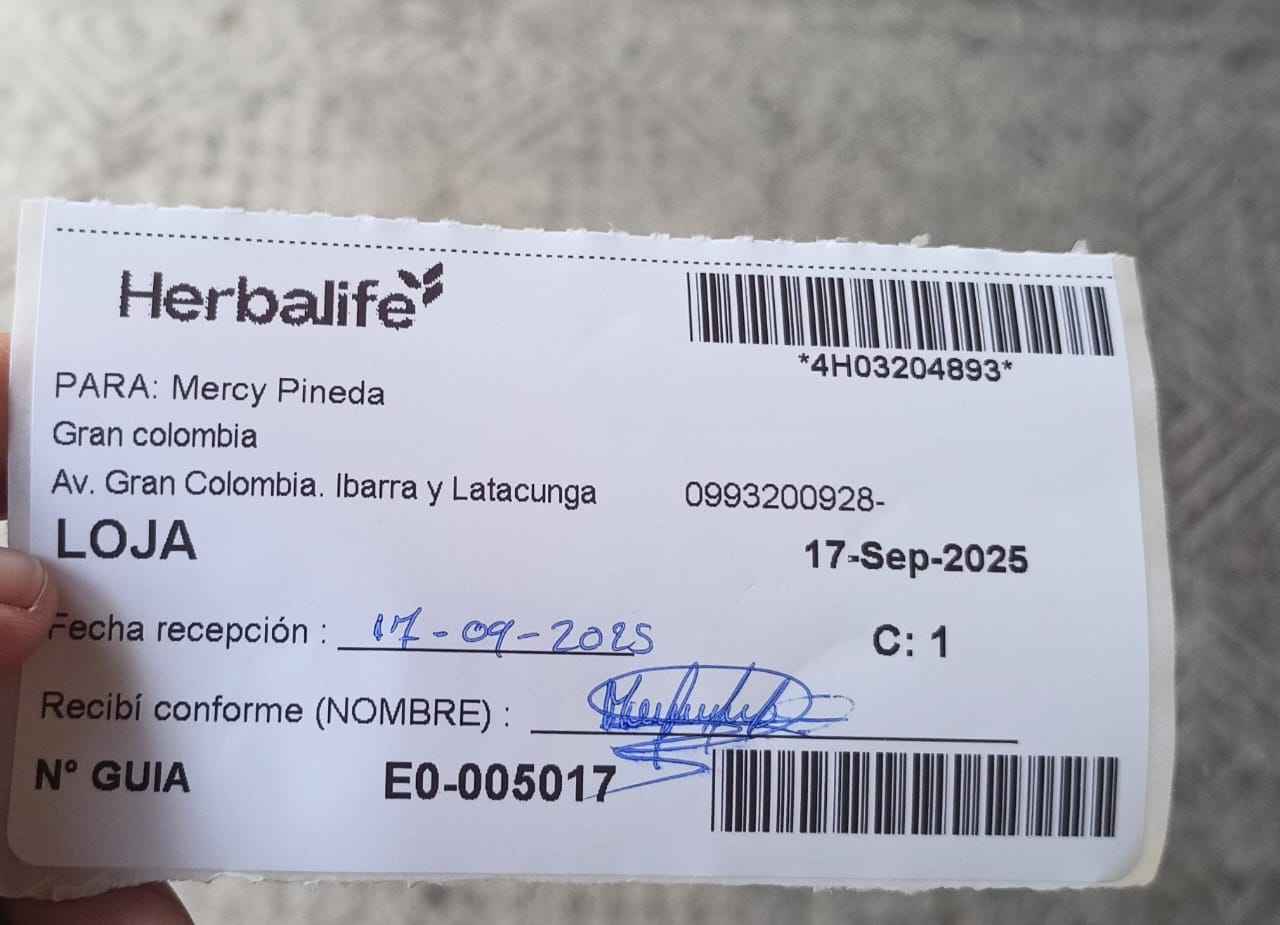 Herbalife
*4H03204893*
PARA: Mercy Pineda
Gran colombia
Av. Gran Colombia. Ibarra y Latacunga 0993200928-
LOJA
17-Sep-2025
Fecha recepción : 17-09-2025
C: 1
Recibí conforme (NOMBRE) :
Nº GUIA E0-005017